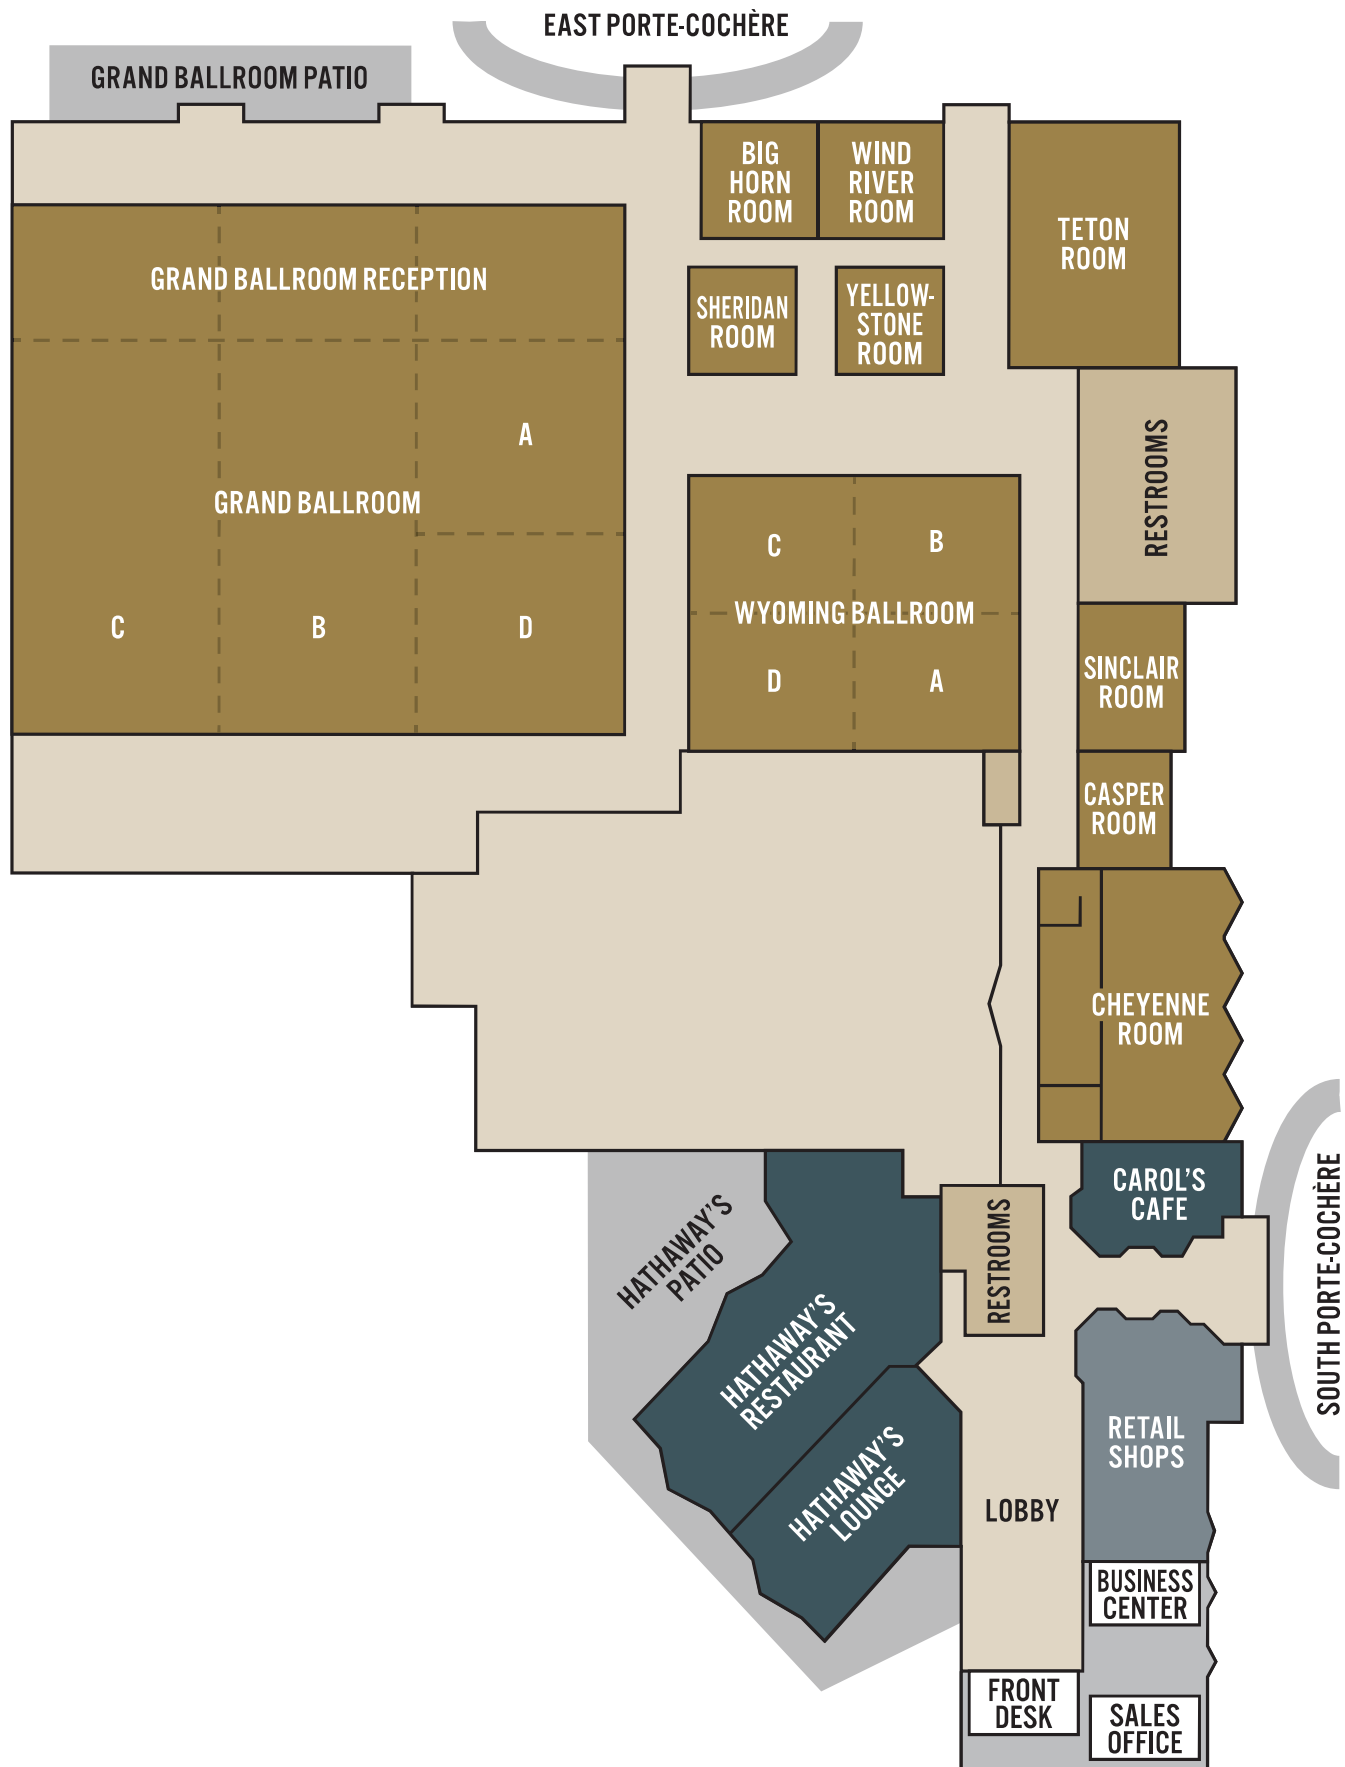 EAST PORTE-COCHÈRE
GRAND BALLROOM PATIO
BIG
HORN
ROOM
WIND
RIVER
ROOM
TETON
ROOM
GRAND BALLROOM RECEPTION
SHERIDAN
ROOM
YELLOW-
STONE
ROOM
A
GRAND BALLROOM
C
B
D
RESTROOMS
C
B
WYOMING BALLROOM
D
A
SINCLAIR
ROOM
CASPER
ROOM
CHEYENNE
ROOM
CAROL'S
CAFE
SOUTH PORTE-COCHÈRE
HATHAWAY'S
PATIO
RESTROOMS
HATHAWAY'S
RESTAURANT
HATHAWAY'S
LOUNGE
RETAIL
SHOPS
LOBBY
BUSINESS
CENTER
FRONT
DESK
SALES
OFFICE